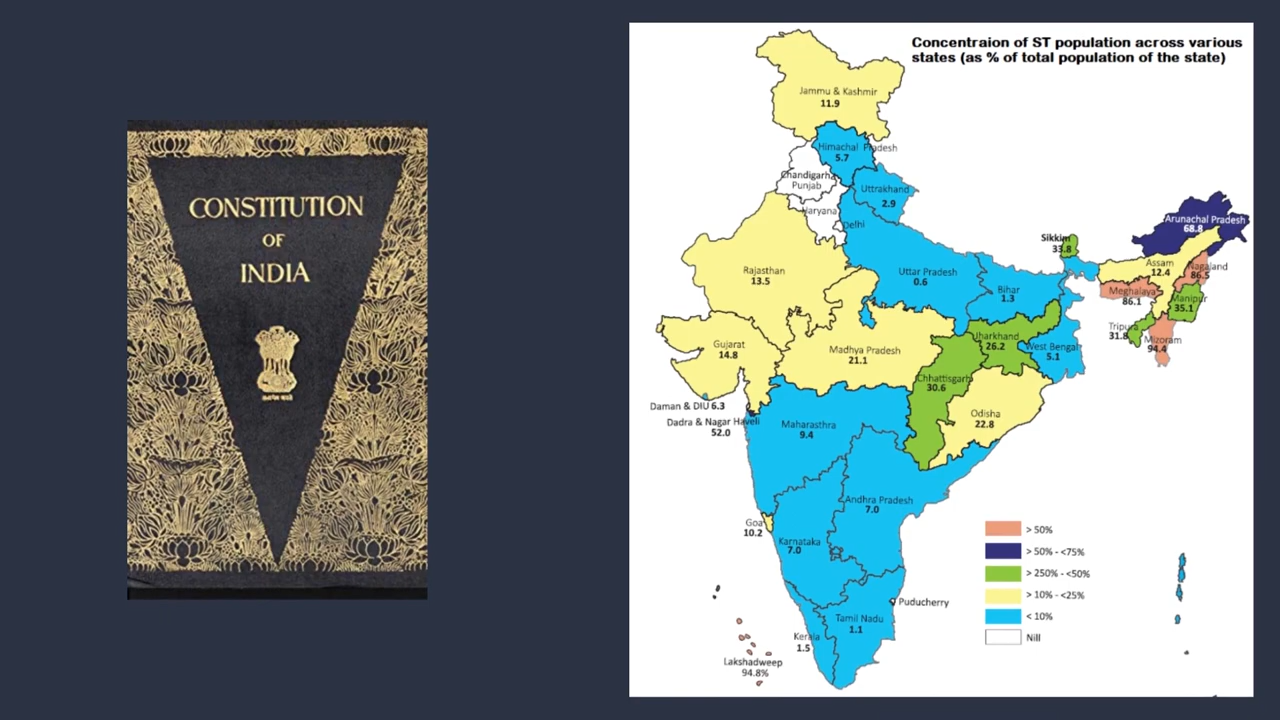 CONSTITUTION
OF
INDIA
Concentraion of ST population across various
states (as % of total population of the state)
Jammu & Kashmir
11.9
Himachal Pradesh
5.7
Chandigarh
Punjab
Uttrakhand
2.9
Haryana
Delhi
Arunachal Pradesh
68.8
Sikkim
33.8
Rajasthan
13.5
Uttar Pradesh
0.6
Bihar
1.3
Assam
12.4
Nagaland
86.5
Meghalaya
86.1
Manipur
35.1
Tripura
31.8
Mizoram
94.4
Gujarat
14.8
Madhya Pradesh
21.1
Jharkhand
26.2
West Bengal
5.1
Chhattisgarh
30.6
Daman & DIU 6.3
Dadra & Nagar Haveli
52.0
Maharasthra
9.4
Odisha
22.8
Andhra Pradesh
7.0
Goa
10.2
Karnataka
7.0
> 50%
> 50% - <75%
> 250% - <50%
> 10% - <25%
< 10%
Nill
Puducherry
Tamil Nadu
1.1
Kerala
1.5
Lakshadweep
94.8%